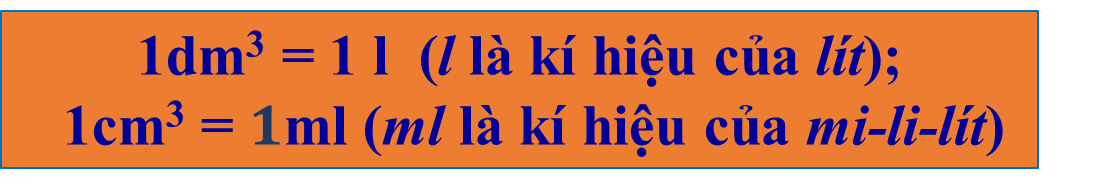 1dm³ = 1 l (l là kí hiệu của lít);
1cm³ = 1ml (ml là kí hiệu của mi-li-lít)